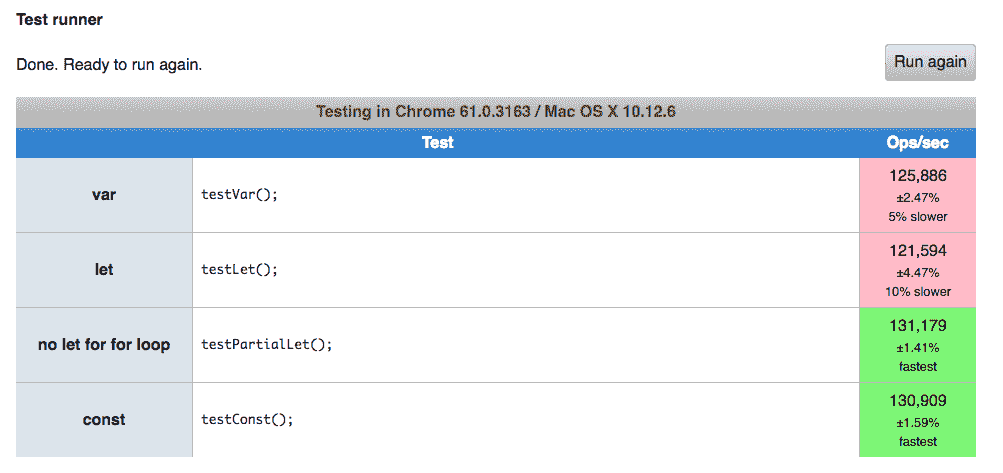 Test runner
Done. Ready to run again.
Run again
Testing in Chrome 61.0.3163 / Mac OS X 10.12.6
Test Ops/sec
var testVar(); 125,886
±2.47%
5% slower
let testLet(); 121,594
±4.47%
10% slower
no let for for loop testPartialLet(); 131,179
±1.41%
fastest
const testConst(); 130,909
±1.59%
fastest